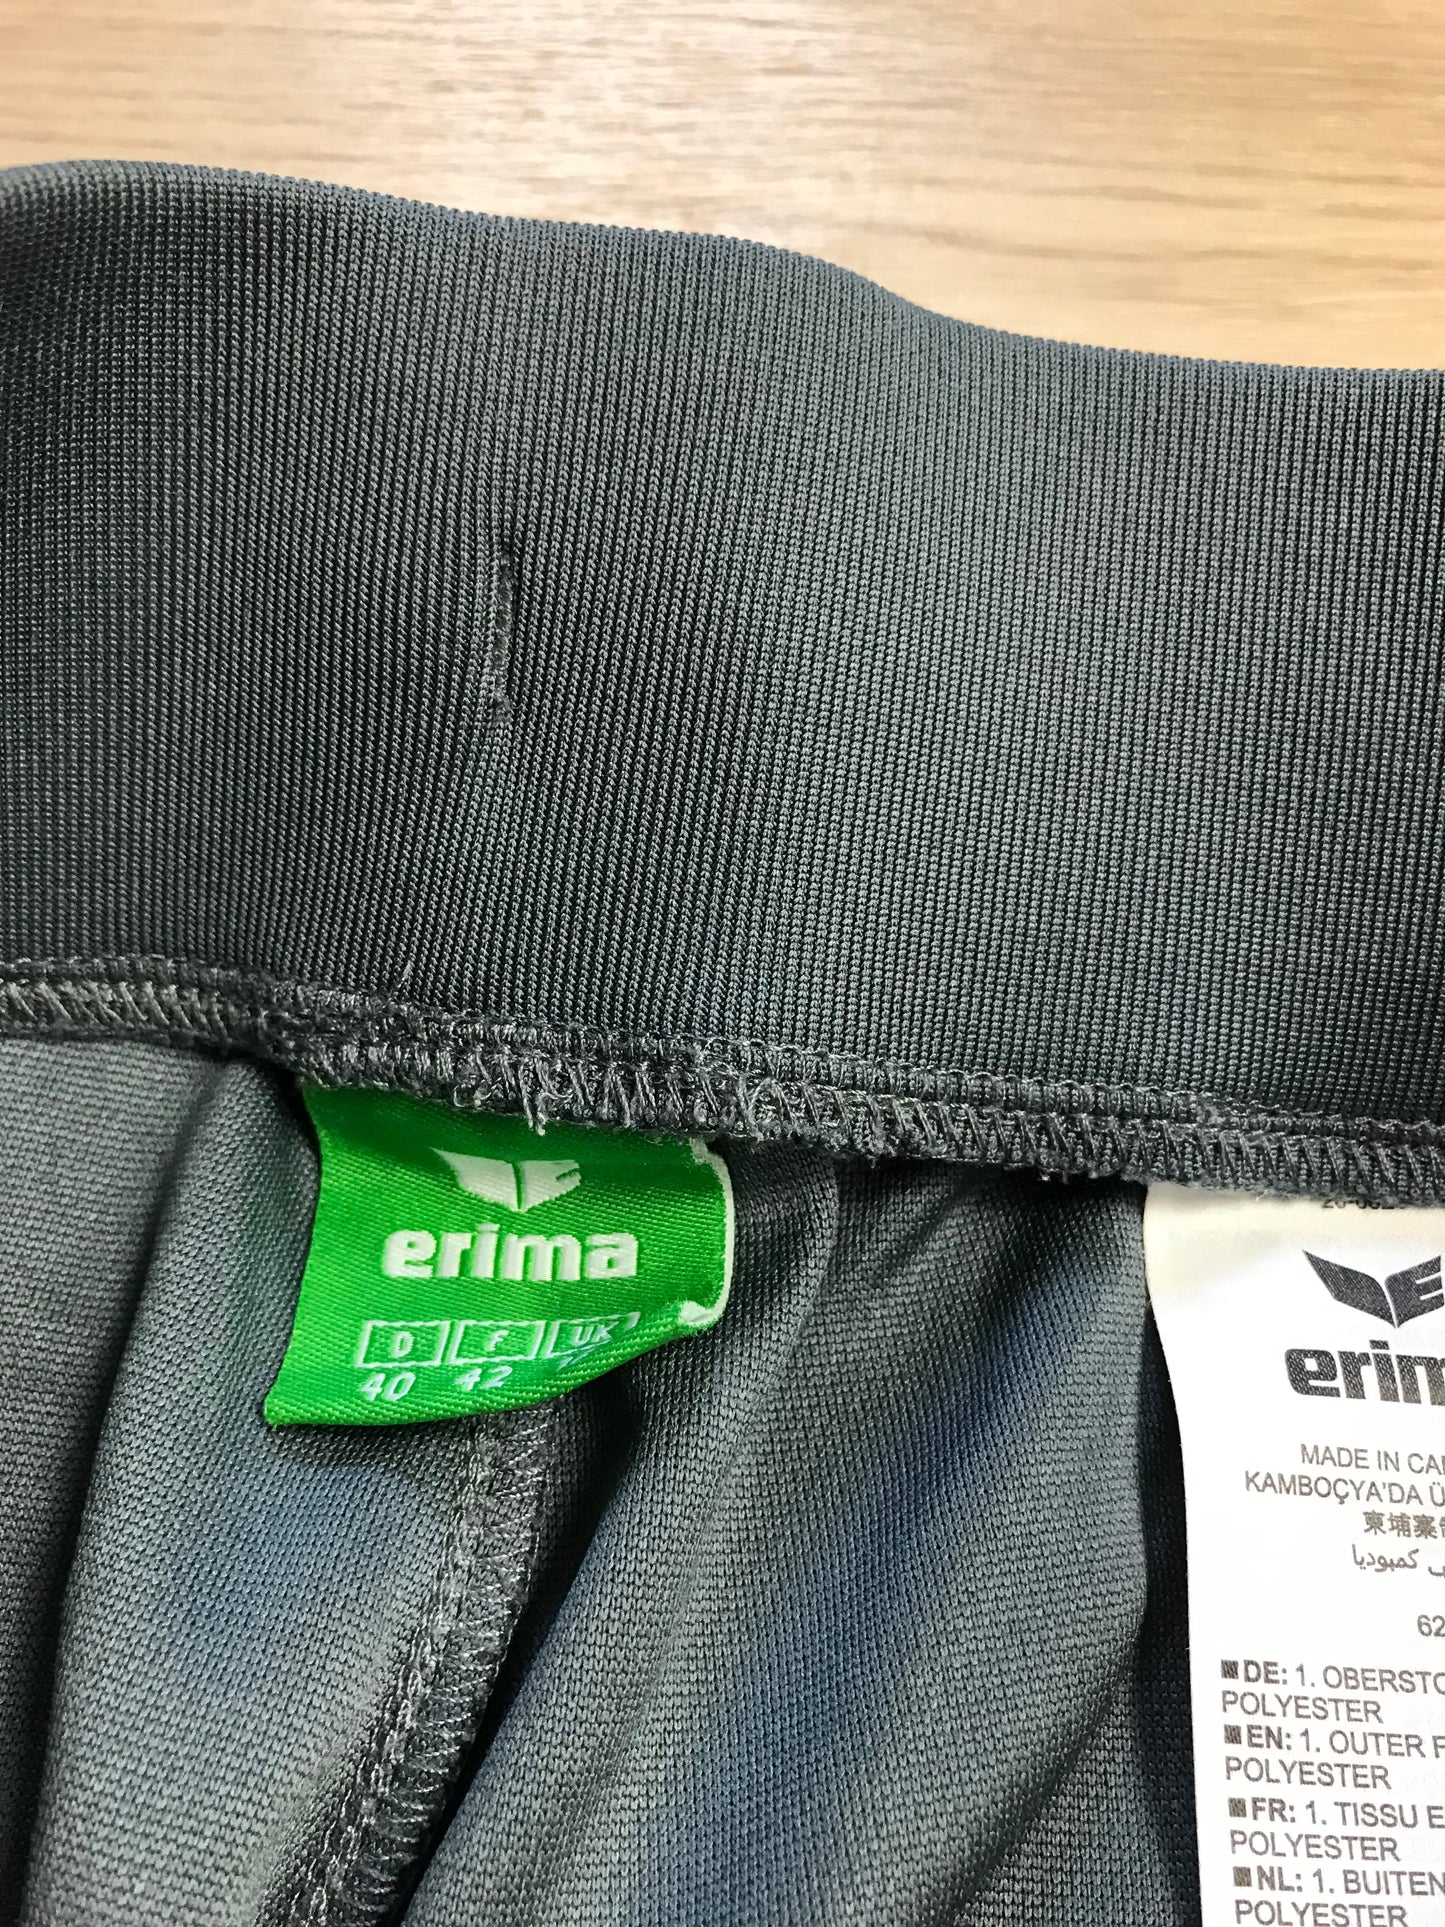 erima
D F UK
40 42
erim
MADE IN CA
KAMBOÇYA'DA Ü
柬埔寨
كمبوديا
62
DE: 1. OBERSTO
POLYESTER
EN: 1. OUTER F
POLYESTER
FR: 1. TISSU E
POLYESTER
NL: 1. BUITEN
POLYESTER